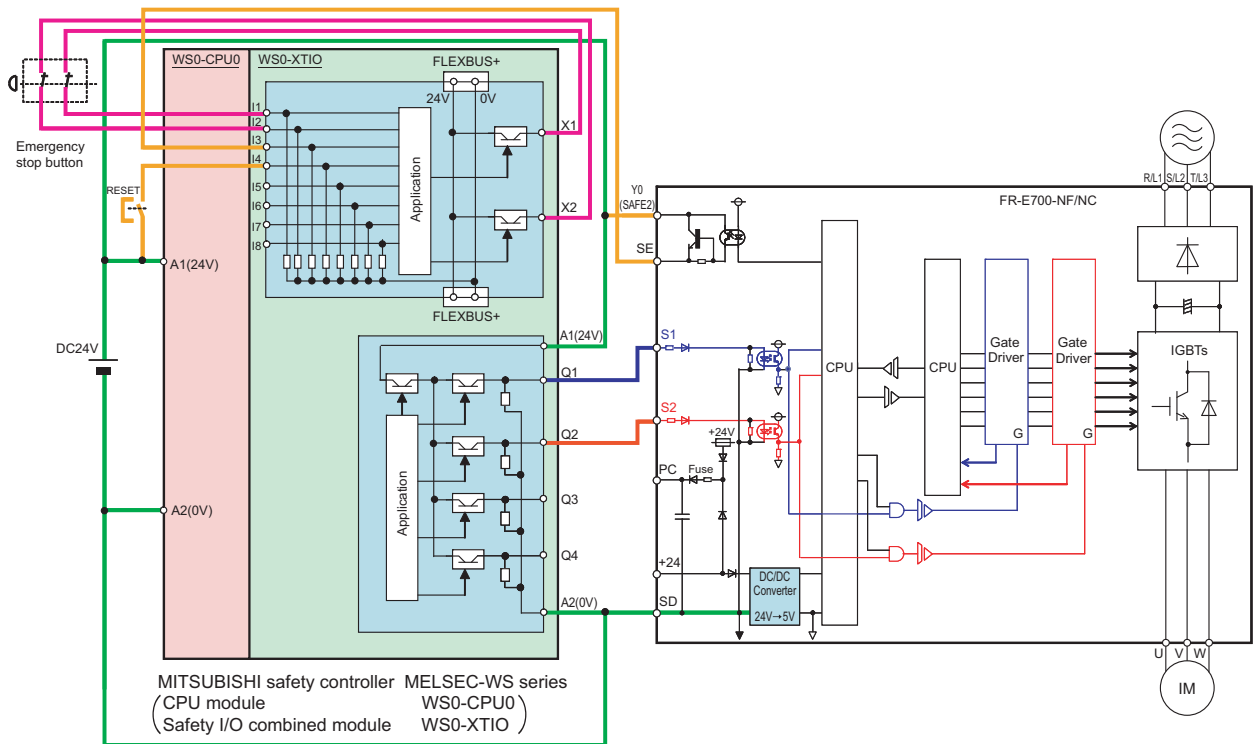 WS0-CPU0 WS0-XTIO
FLEXBUS+
24V 0V
I1
I2
I3
I4
I5
I6
I7
I8
Application
X1
X2
FLEXBUS+
Emergency
stop button
RESET
A1(24V)
DC24V
A2(0V)
A1(24V)
Q1
Q2
Q3
Q4
A2(0V)
Application
MITSUBISHI safety controller MELSEC-WS series
(CPU module WS0-CPU0)
(Safety I/O combined module WS0-XTIO)
R/L1 S/L2 T/L3
FR-E700-NF/NC
Y0
(SAFE2)
SE
S1
S2
+24V
PC
Fuse
+24
SD
DC/DC
Converter
24V→5V
CPU
CPU
Gate
Driver
G
Gate
Driver
G
IGBTs
U V W
IM